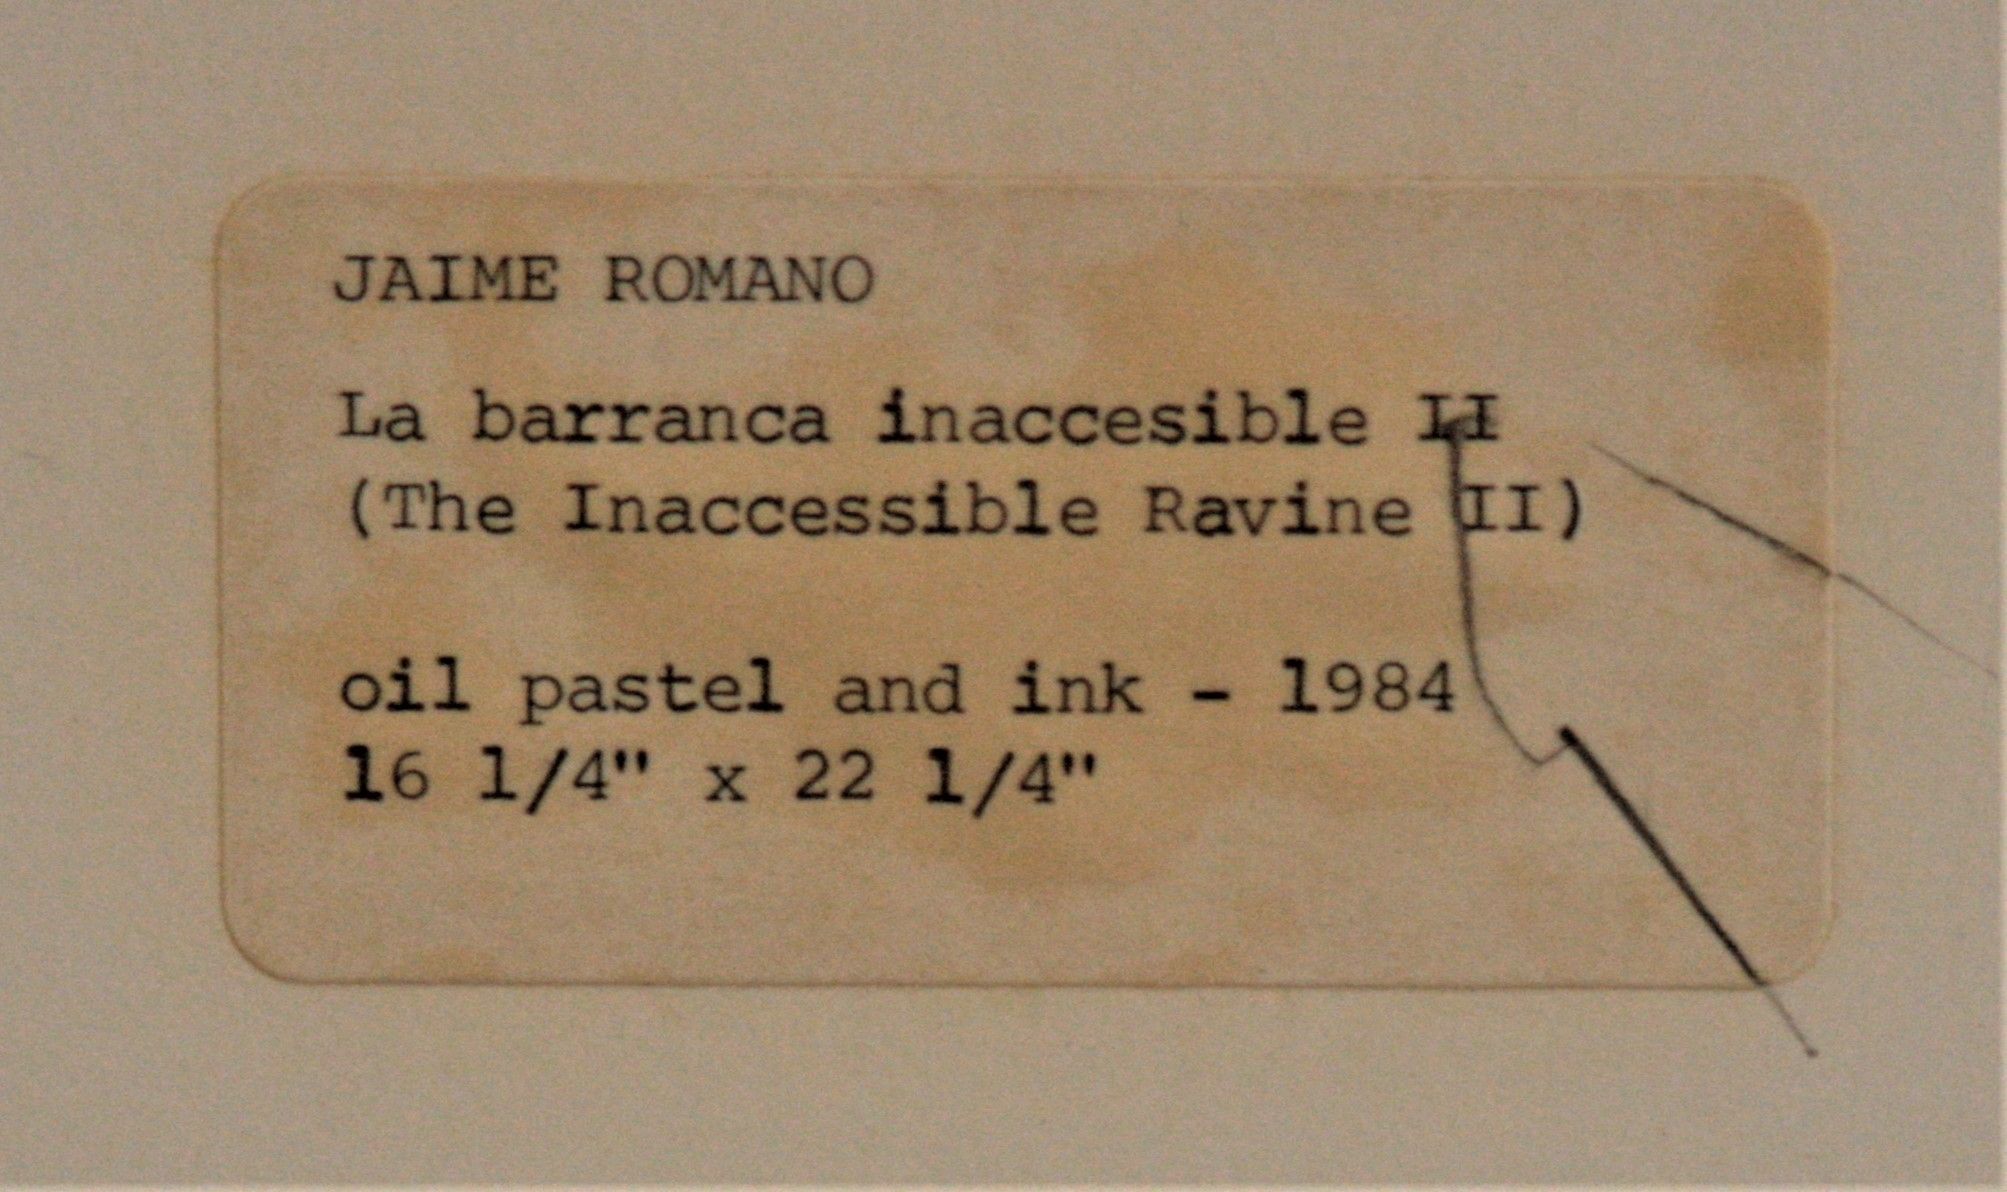 JAIME ROMANO
La barranca inaccesible II
(The Inaccessible Ravine II)
oil pastel and ink - 1984
16 1/4" x 22 1/4"